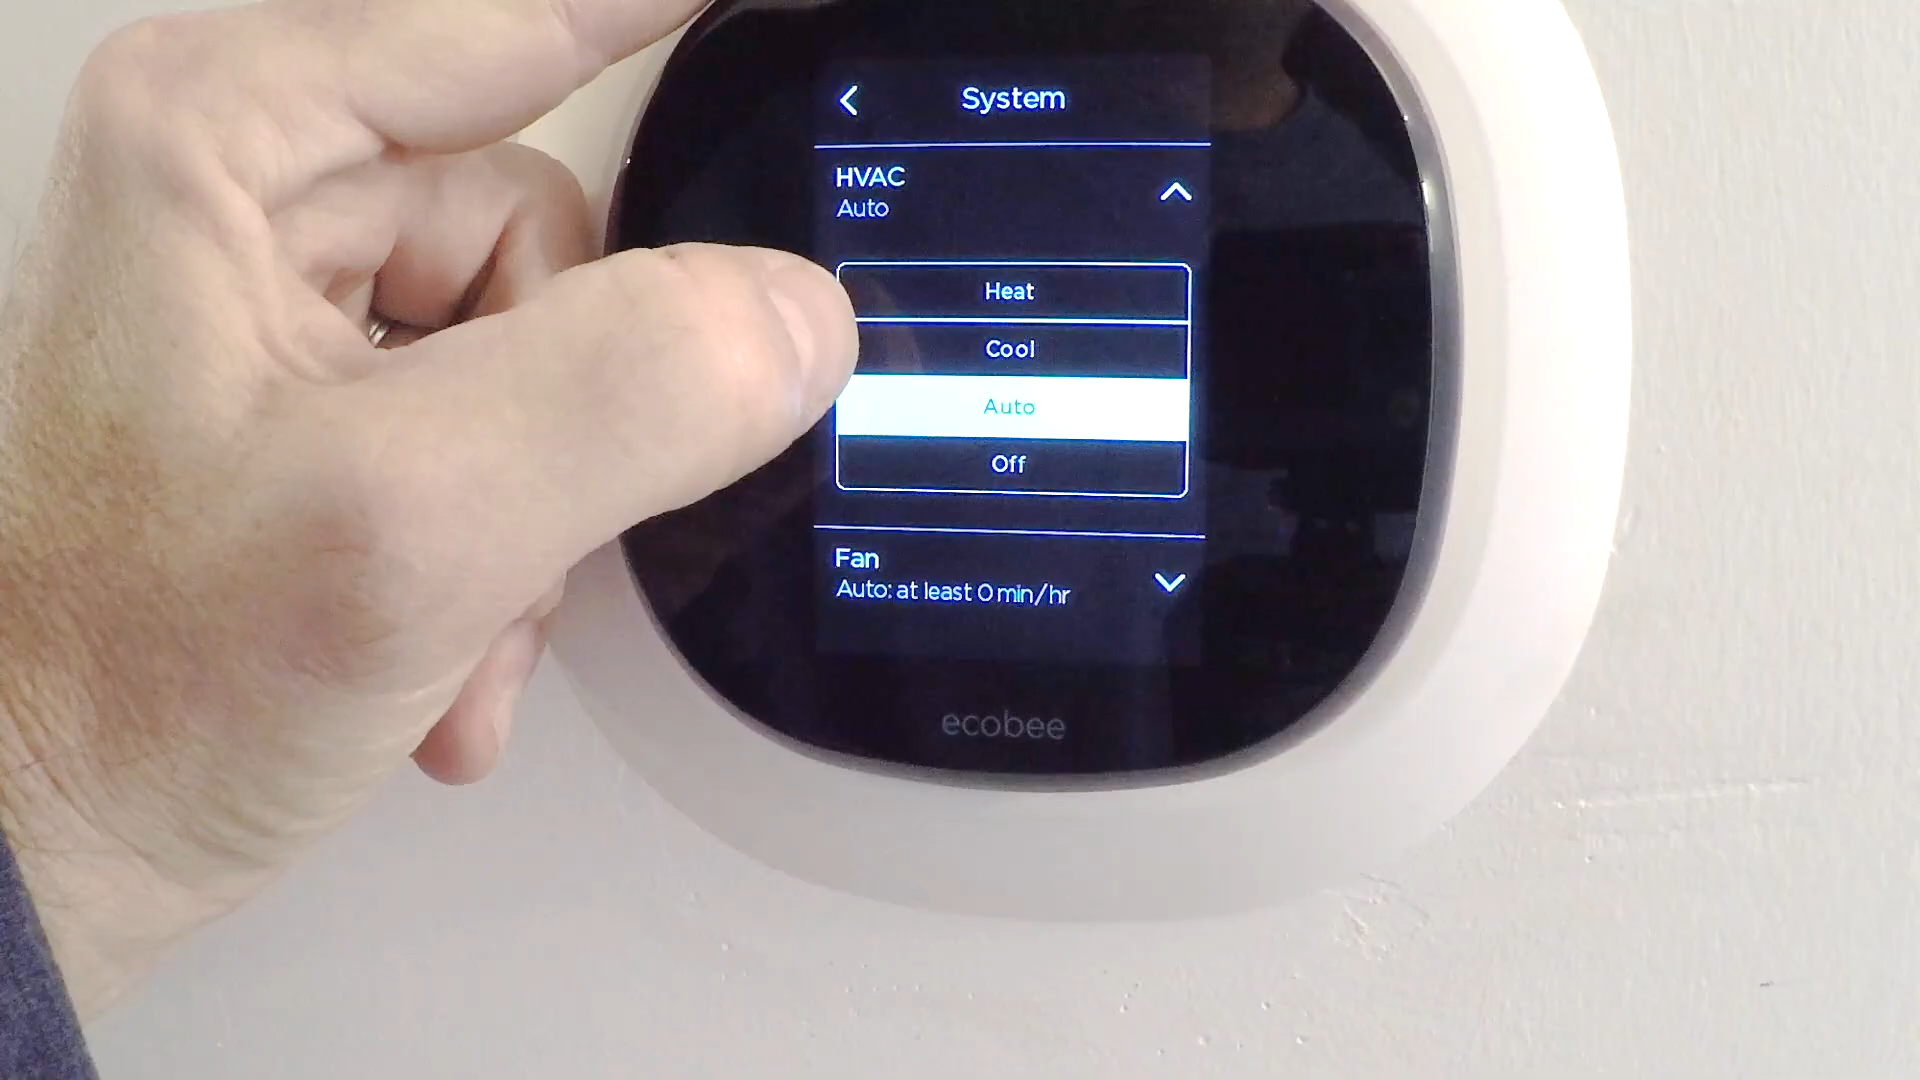 System
HVAC
Auto
Heat
Cool
Auto
Off
Fan
Auto: at least 0 min/hr
ecobee